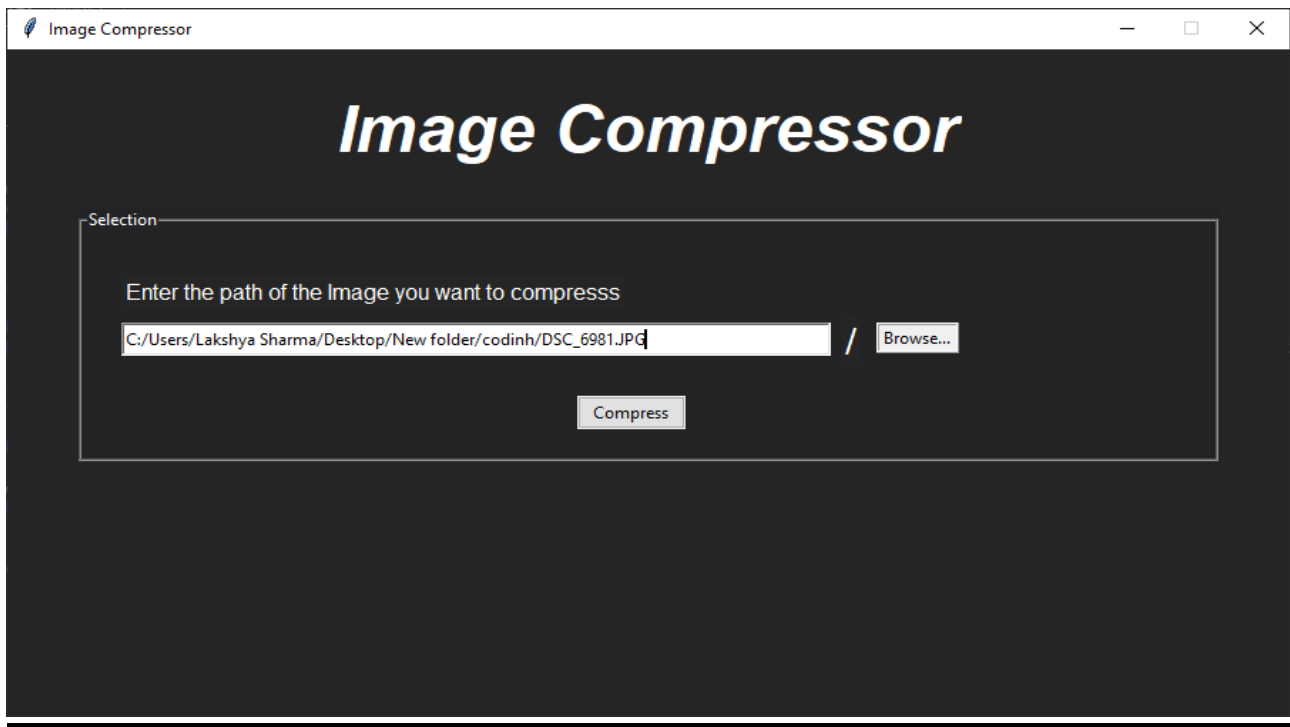 Image Compressor
Image Compressor
Selection
Enter the path of the Image you want to compresss
C:/Users/Lakshya Sharma/Desktop/New folder/codinh/DSC_6981.JPG / Browse...
Compress